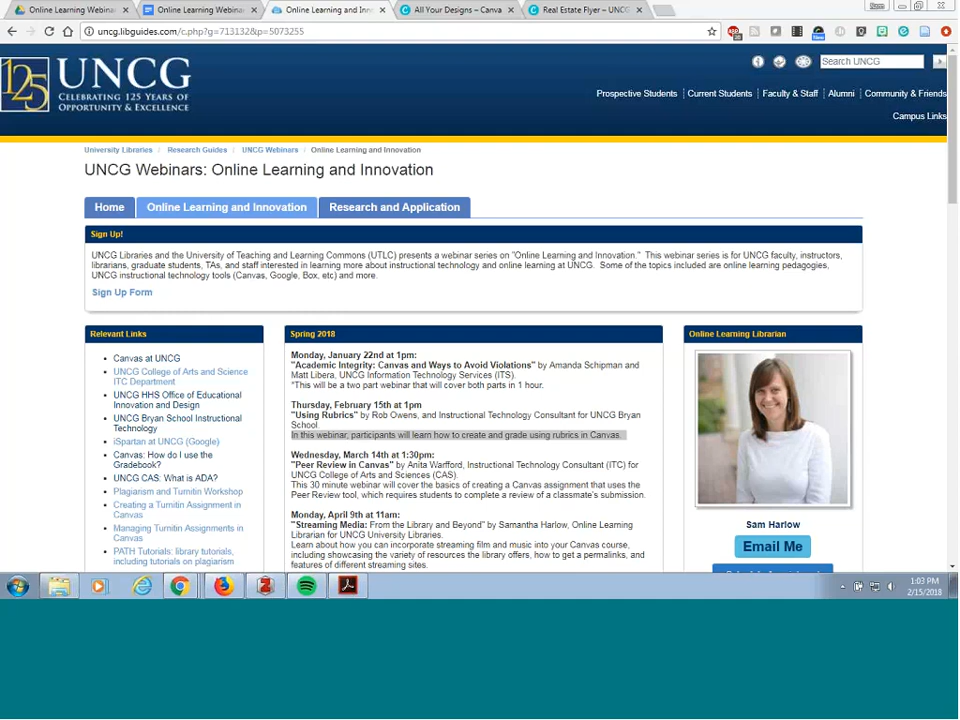 Online Learning Webina
Online Learning Webina
Online Learning and Inno
All Your Designs – Canva
Real Estate Flyer – UNCG
uncg.libguides.com/c.php?g=713132&p=5073255
125
UNCG
CELEBRATING 125 YEARS OF
OPPORTUNITY & EXCELLENCE
Search UNCG
Prospective Students
Current Students
Faculty & Staff
Alumni
Community & Friends
Campus Links
University Libraries / Research Guides / UNCG Webinars / Online Learning and Innovation
UNCG Webinars: Online Learning and Innovation
Home
Online Learning and Innovation
Research and Application
Sign Up!
UNCG Libraries and the University of Teaching and Learning Commons (UTLC) presents a webinar series on "Online Learning and Innovation." This webinar series is for UNCG faculty, instructors,
librarians, graduate students, TAs, and staff interested in learning more about instructional technology and online learning at UNCG. Some of the topics included are online learning pedagogies,
UNCG instructional technology tools (Canvas, Google, Box, etc) and more.
Sign Up Form
Relevant Links
Canvas at UNCG
UNCG College of Arts and Science
ITC Department
UNCG HHS Office of Educational
Innovation and Design
UNCG Bryan School Instructional
Technology
iSpartan at UNCG (Google)
Canvas: How do I use the
Gradebook?
UNCG CAS: What is ADA?
Plagiarism and Turnitin Workshop
Creating a Turnitin Assignment in
Canvas
Managing Turnitin Assignments in
Canvas
PATH Tutorials: library tutorials,
including tutorials on plagiarism
Spring 2018
Monday, January 22nd at 1pm:
"Academic Integrity: Canvas and Ways to Avoid Violations" by Amanda Schipman and
Matt Libera, UNCG Information Technology Services (ITS).
*This will be a two part webinar that will cover both parts in 1 hour.
Thursday, February 15th at 1pm
"Using Rubrics" by Rob Owens, and Instructional Technology Consultant for UNCG Bryan
School.
In this webinar, participants will learn how to create and grade using rubrics in Canvas.
Wednesday, March 14th at 1:30pm:
"Peer Review in Canvas" by Anita Warfford, Instructional Technology Consultant (ITC) for
UNCG College of Arts and Sciences (CAS).
This 30 minute webinar will cover the basics of creating a Canvas assignment that uses the
Peer Review tool, which requires students to complete a review of a classmate's submission.
Monday, April 9th at 11am:
"Streaming Media: From the Library and Beyond" by Samantha Harlow, Online Learning
Librarian for UNCG University Libraries.
Learn about how you can incorporate streaming film and music into your Canvas course,
including showcasing the variety of resources the library offers, how to get a permalinks, and
features of different streaming sites.
Online Learning Librarian
Sam Harlow
Email Me
1:03 PM
2/15/2018